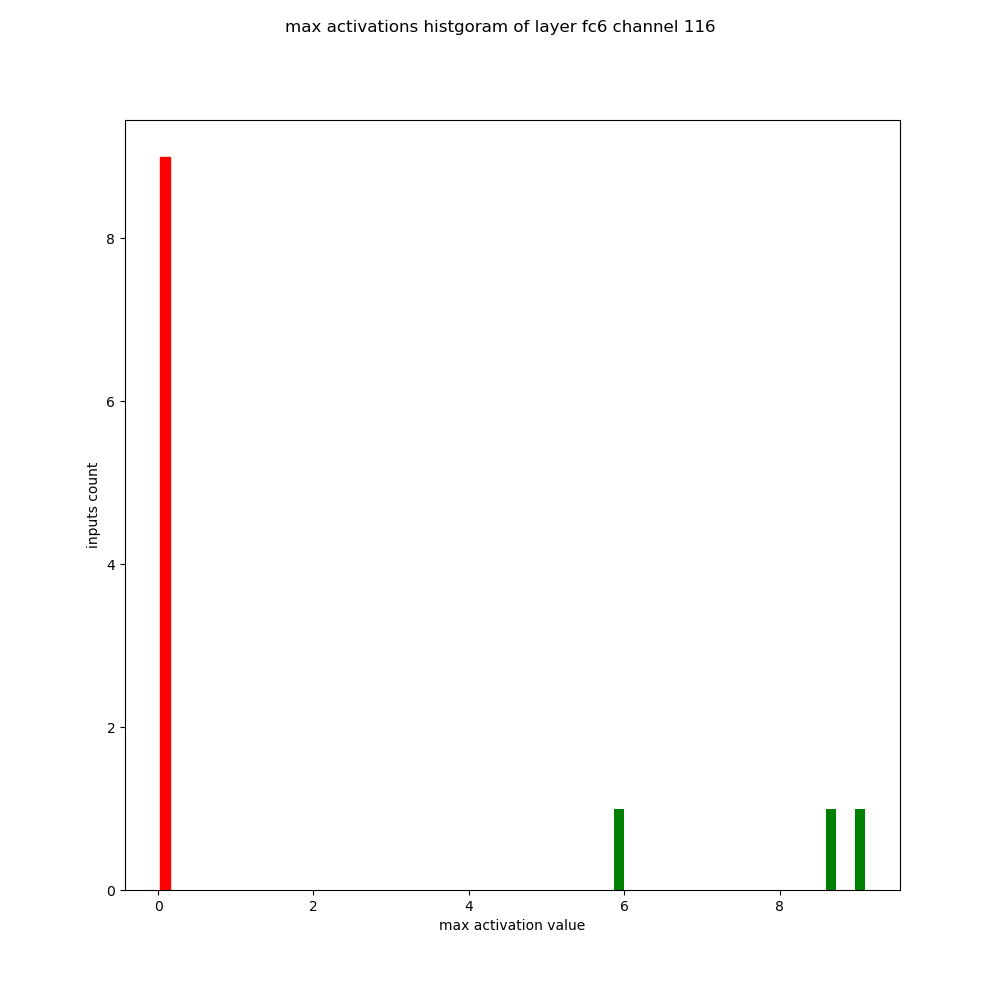 max activations histgoram of layer fc6 channel 116
8
6
4
2
0
inputs count
0 2 4 6 8
max activation value